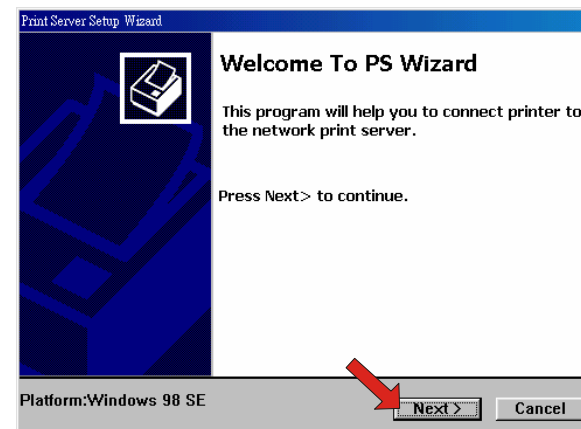 Print Server Setup Wizard
Welcome To PS Wizard
This program will help you to connect printer to
the network print server.
Press Next> to continue.
Platform:Windows 98 SE
Next >
Cancel